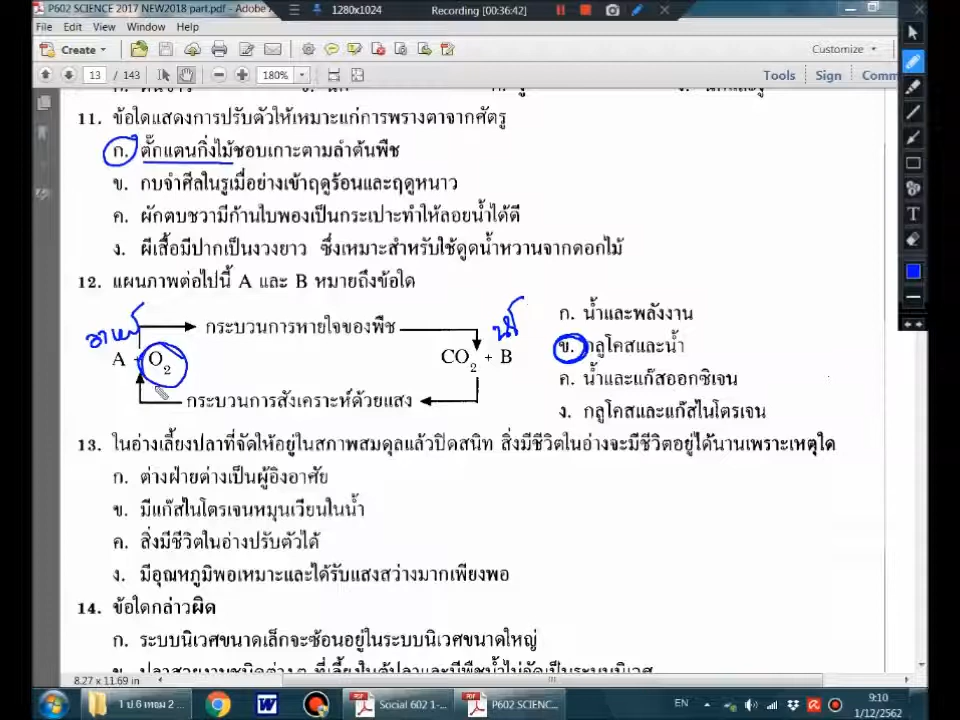 P602 SCIENCE 2017 NEW2018 part.pdf - Adobe
1280x1024
Recording [00:36:42]
File Edit View Window Help
Create
Customize
13 / 143
180%
Tools Sign Comm
11. ข้อใดแสดงการปรับตัวให้เหมาะแก่การพรางตาจากศัตรู
ก. ตั๊กแตนกิ่งไม้ชอบเกาะตามลำต้นพืช
ข. กบจำศีลในรูเมื่อย่างเข้าฤดูร้อนและฤดูหนาว
ค. ผักตบชวามีก้านใบพองเป็นกระเปาะทำให้ลอยน้ำได้ดี
ง. ผีเสื้อมีปากเป็นงวงยาว ซึ่งเหมาะสำหรับใช้ดูดน้ำหวานจากดอกไม้
12. แผนภาพต่อไปนี้ A และ B หมายถึงข้อใด
กระบวนการหายใจของพืช
น้ำ
A + O2
CO2 + B
กระบวนการสังเคราะห์ด้วยแสง
ก. น้ำและพลังงาน
ข. กลูโคสและน้ำ
ค. น้ำและแก๊สออกซิเจน
ง. กลูโคสและแก๊สไนโตรเจน
13. ในอ่างเลี้ยงปลาที่จัดให้อยู่ในสภาพสมดุลแล้วปิดสนิท สิ่งมีชีวิตในอ่างจะมีชีวิตอยู่ได้นานเพราะเหตุใด
ก. ต่างฝ่ายต่างเป็นผู้อิงอาศัย
ข. มีแก๊สไนโตรเจนหมุนเวียนในน้ำ
ค. สิ่งมีชีวิตในอ่างปรับตัวได้
ง. มีอุณหภูมิพอเหมาะและได้รับแสงสว่างมากเพียงพอ
14. ข้อใดกล่าวผิด
ก. ระบบนิเวศขนาดเล็กจะซ้อนอยู่ในระบบนิเวศขนาดใหญ่
8.27 x 11.69 in
1 ป.6 เทอม 2 ...
Social 602 1-...
P602 SCIENC...
EN
9:10
1/12/2562